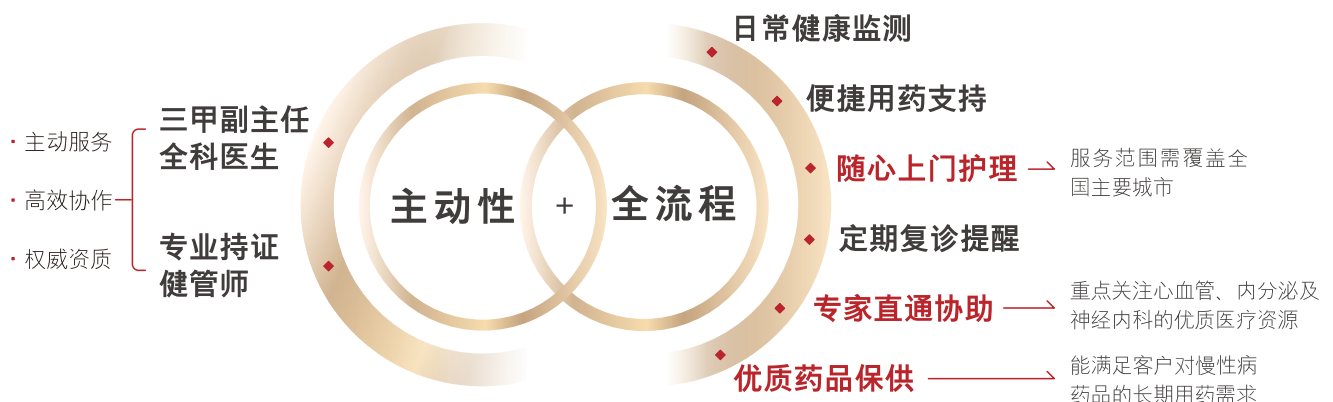 · 主动服务
· 高效协作
· 权威资质
三甲副主任
全科医生
专业持证
健管师
主动性
+
全流程
日常健康监测
便捷用药支持
随心上门护理
服务范围需覆盖全
国主要城市
定期复诊提醒
专家直通协助
重点关注心血管、内分泌及
神经内科的优质医疗资源
优质药品保供
能满足客户对慢性病
药品的长期用药需求